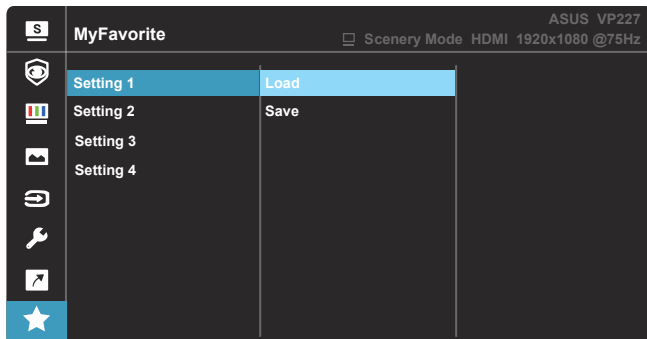 S
MyFavorite
ASUS VP227
Scenery Mode HDMI 1920x1080 @75Hz
Setting 1 Load
Setting 2 Save
Setting 3
Setting 4